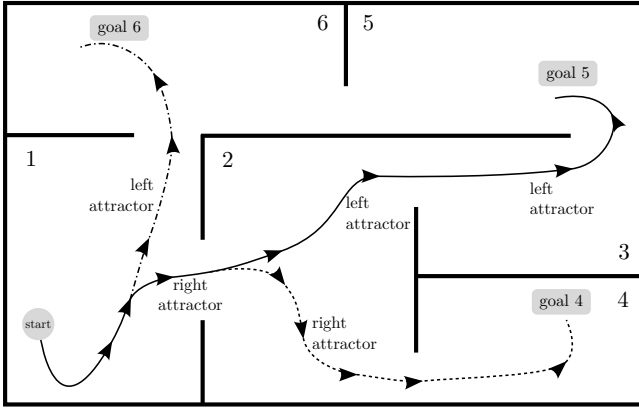 goal 6
6
5
goal 5
1
2
left
attractor
left
attractor
left
attractor
3
right
attractor
goal 4
4
start
right
attractor